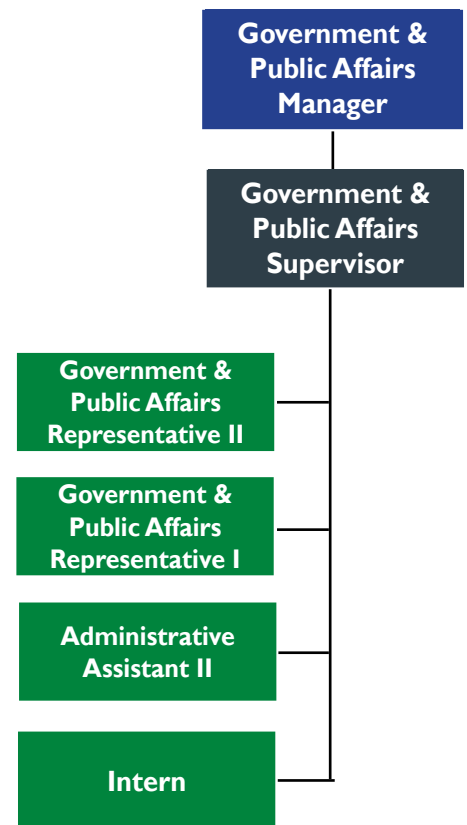 Government &
Public Affairs
Manager
Government &
Public Affairs
Supervisor
Government &
Public Affairs
Representative II
Government &
Public Affairs
Representative I
Administrative
Assistant II
Intern